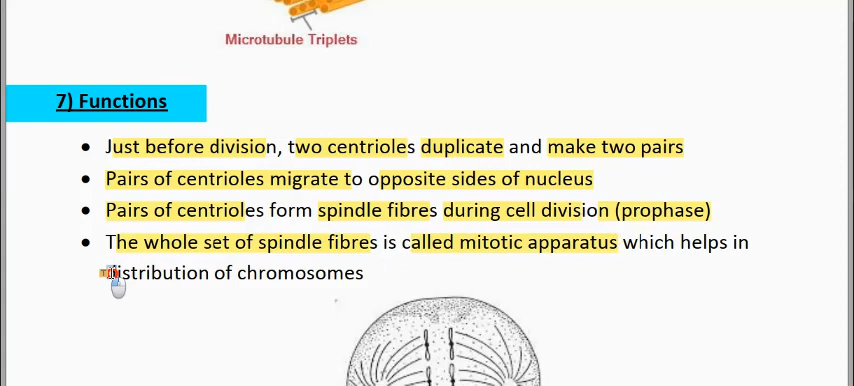 Microtubule Triplets
7) Functions
• Just before division, two centrioles duplicate and make two pairs
• Pairs of centrioles migrate to opposite sides of nucleus
• Pairs of centrioles form spindle fibres during cell division (prophase)
• The whole set of spindle fibres is called mitotic apparatus which helps in
distribution of chromosomes